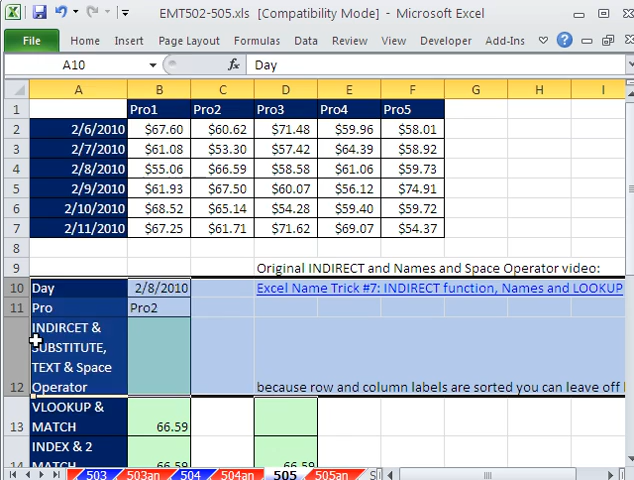 EMT502-505.xls [Compatibility Mode] - Microsoft Excel
File Home Insert Page Layout Formulas Data Review View Developer Add-Ins
A10 fx Day
A B C D E F G H I
1 Pro1 Pro2 Pro3 Pro4 Pro5
2 2/6/2010 $67.60 $60.62 $71.48 $59.96 $58.01
3 2/7/2010 $61.08 $53.30 $57.42 $64.39 $58.92
4 2/8/2010 $55.06 $66.59 $58.58 $61.06 $59.73
5 2/9/2010 $61.93 $67.50 $60.07 $56.12 $74.91
6 2/10/2010 $68.52 $65.14 $54.28 $59.40 $59.72
7 2/11/2010 $67.25 $61.71 $71.62 $69.07 $54.37
8
9 Original INDIRECT and Names and Space Operator video:
10 Day 2/8/2010 Excel Name Trick #7: INDIRECT function, Names and LOOKUP
11 Pro Pro2
INDIRCET &
SUBSTITUTE,
TEXT & Space
12 Operator because row and column labels are sorted you can leave off
VLOOKUP &
13 MATCH 66.59
INDEX & 2
14 MATCH 66.59 66.59
503 503an 504 504an 505 505an